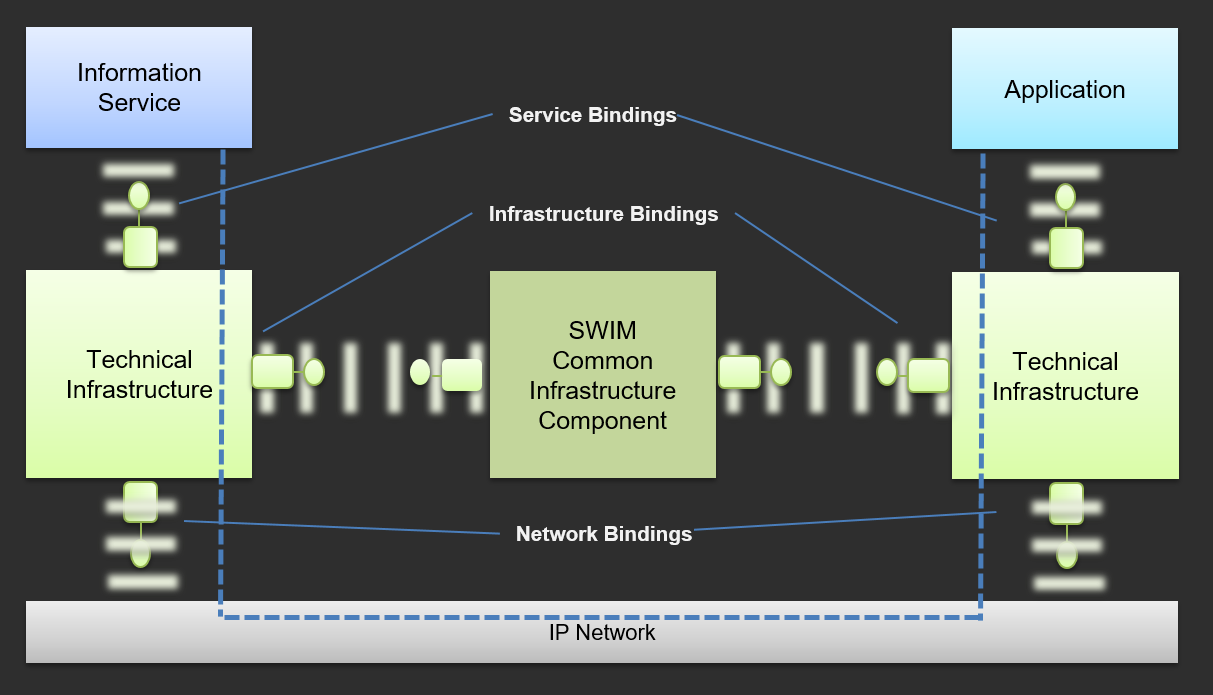 Information
Service
Application
Service Bindings
Infrastructure Bindings
Technical
Infrastructure
SWIM
Common
Infrastructure
Component
Technical
Infrastructure
Network Bindings
IP Network